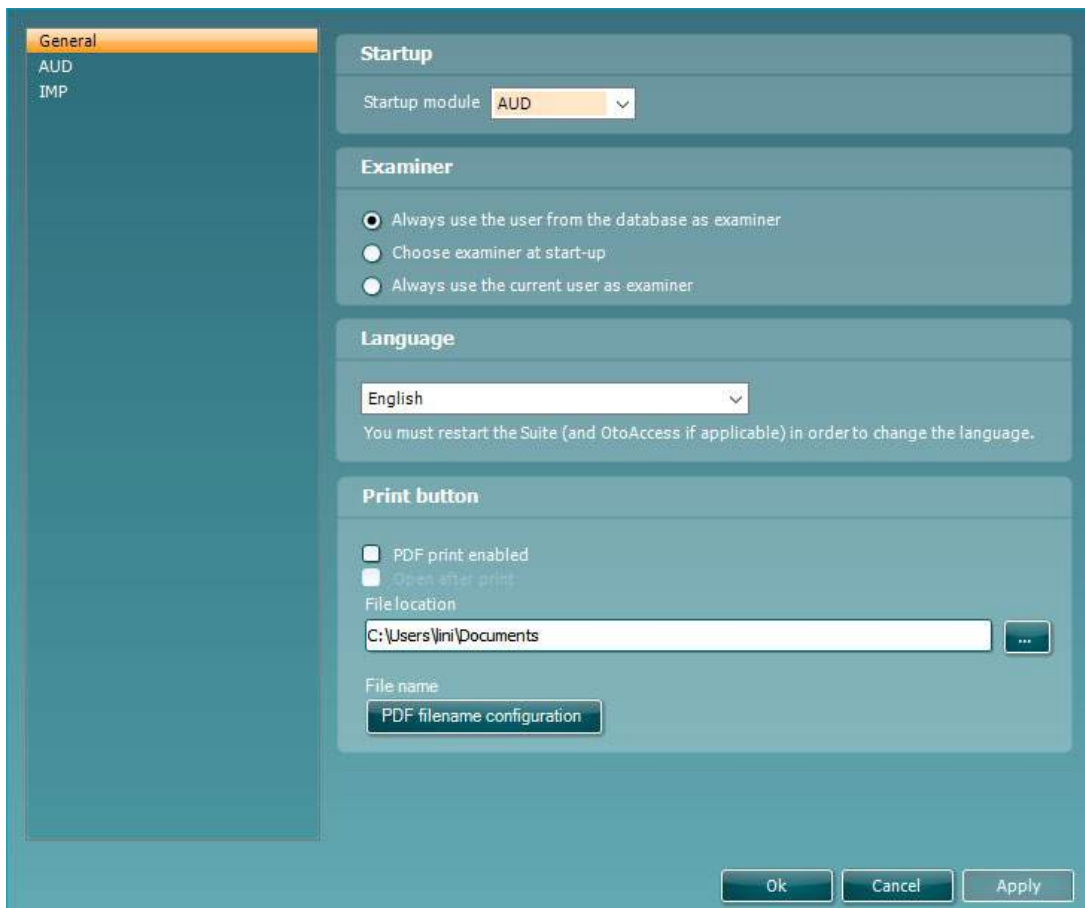 General
AUD
IMP
Startup
Startup module AUD
Examiner
Always use the user from the database as examiner
Choose examiner at start-up
Always use the current user as examiner
Language
English
You must restart the Suite (and OtoAccess if applicable) in order to change the language.
Print button
PDF print enabled
Open after print
File location
C:\Users\lini\Documents
...
File name
PDF filename configuration
Ok Cancel Apply